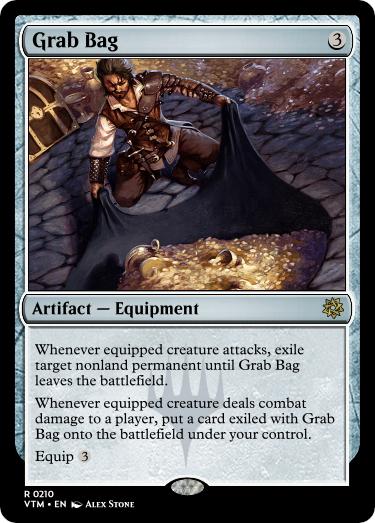 Grab Bag 3
Artifact — Equipment
Whenever equipped creature attacks, exile
target nonland permanent until Grab Bag
leaves the battlefield.
Whenever equipped creature deals combat
damage to a player, put a card exiled with Grab
Bag onto the battlefield under your control.
Equip 3
R 0210
VTM • EN Alex Stone